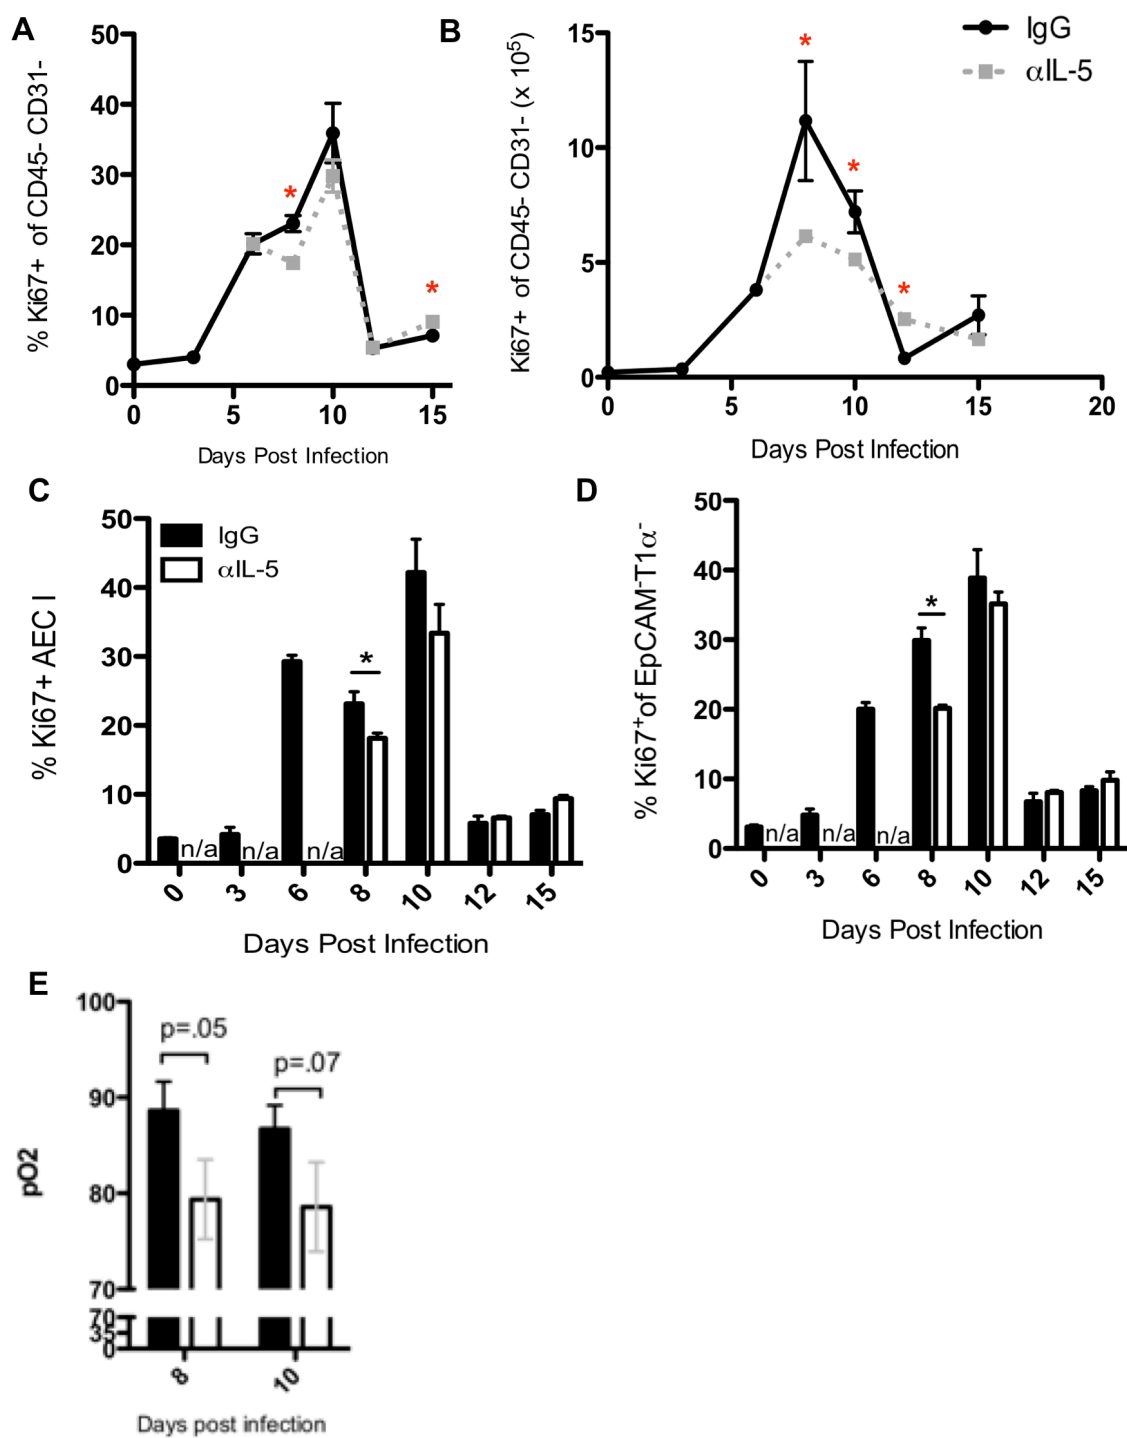 A
% Ki67+ of CD45- CD31-
50
40
30
20
10
0
*
*
0 5 10 15
Days Post Infection
B
Ki67+ of CD45- CD31- (x 10⁵)
15
10
5
0
*
*
*
0 5 10 15 20
Days Post Infection
IgG
αIL-5
C
% Ki67+ AEC I
50
40
30
20
10
0
IgG
αIL-5
*
n/a n/a n/a
0 3 6 8 10 12 15
Days Post Infection
D
% Ki67⁺of EpCAM⁻T1α⁻
50
40
30
20
10
0
*
n/a n/a n/a
0 3 6 8 10 12 15
Days Post Infection
E
pO2
100
90
80
70
70
35
0
p=.05
p=.07
8 10
Days post infection